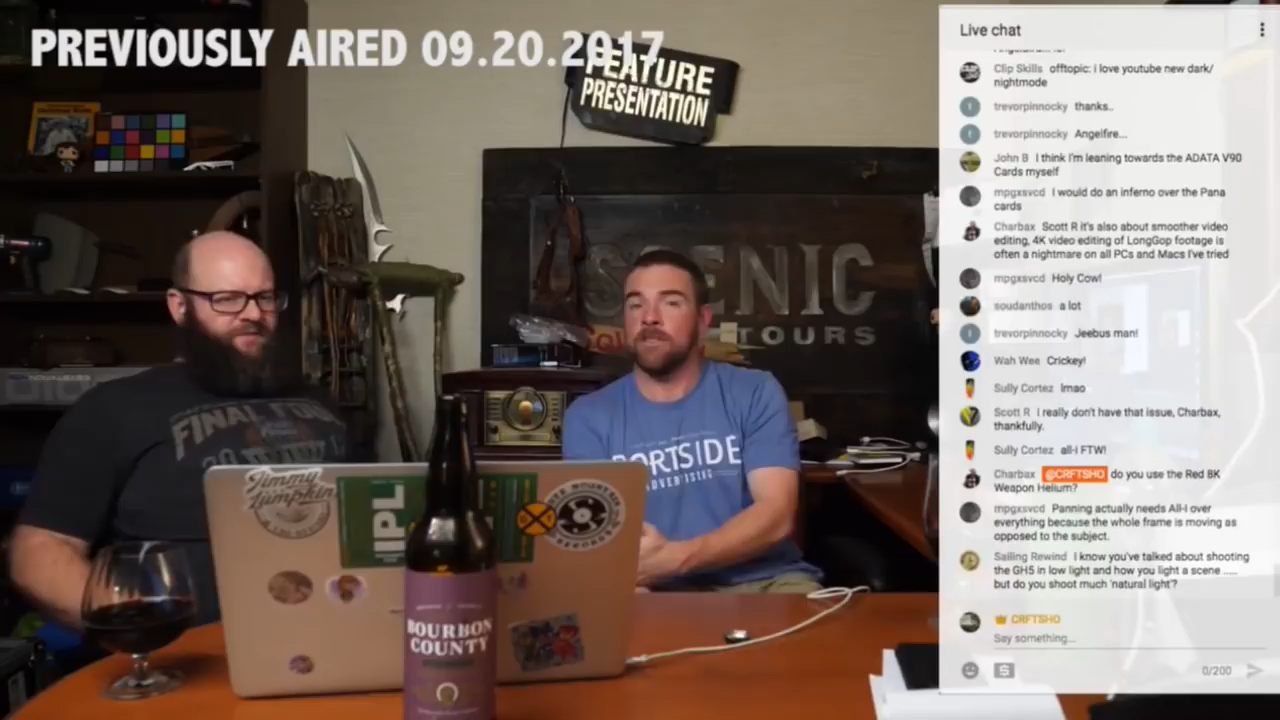 PREVIOUSLY AIRED 09.20.2017
FEATURE
PRESENTATION
SCENIC
TOURS
FINAL FOUR
PORTSIDE
ADVERTISING
Jimmy
Lumpkin
IPL
BOURBON
COUNTY
Live chat
Clip Skills offtopic: i love youtube new dark/
nightmode
trevorpinnocky thanks..
trevorpinnocky Angelfire...
John B I think I'm leaning towards the ADATA V90
Cards myself
mpgxsvcd I would do an inferno over the Pana
cards
Charbax Scott R it's also about smoother video
editing, 4K video editing of LongGop footage is
often a nightmare on all PCs and Macs I've tried
mpgxsvcd Holy Cow!
soudanthos a lot
trevorpinnocky Jeebus man!
Wah Wee Crickey!
Sully Cortez lmao
Scott R i really don't have that issue, Charbax,
thankfully.
Sully Cortez all-i FTW!
Charbax @CRFTSHO do you use the Red 8K
Weapon Helium?
mpgxsvcd Panning actually needs All-I over
everything because the whole frame is moving as
opposed to the subject.
Sailing Rewind I know you've talked about shooting
the GH5 in low light and how you light a scene .....
but do you shoot much 'natural light'?
CRFTSHO
Say something...
0/200